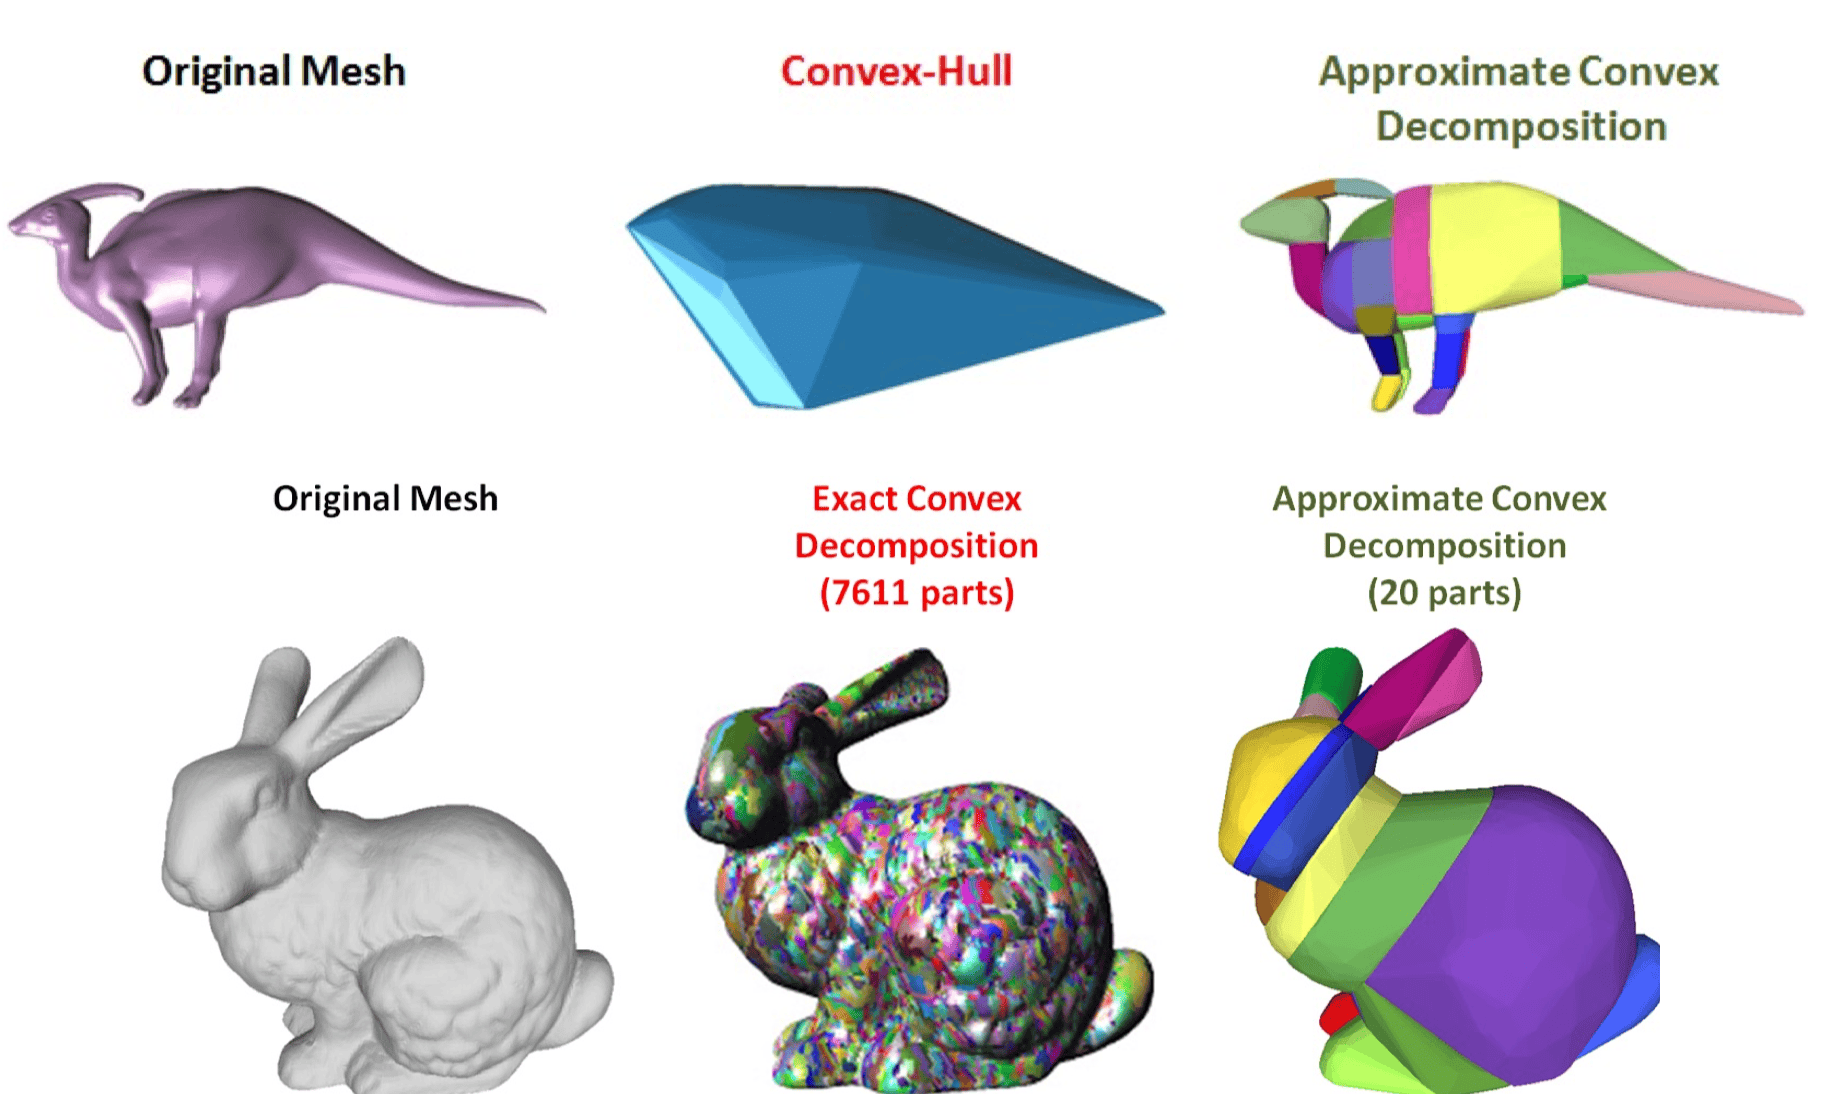 Original Mesh
Convex-Hull
Approximate Convex
Decomposition
Original Mesh
Exact Convex
Decomposition
(7611 parts)
Approximate Convex
Decomposition
(20 parts)